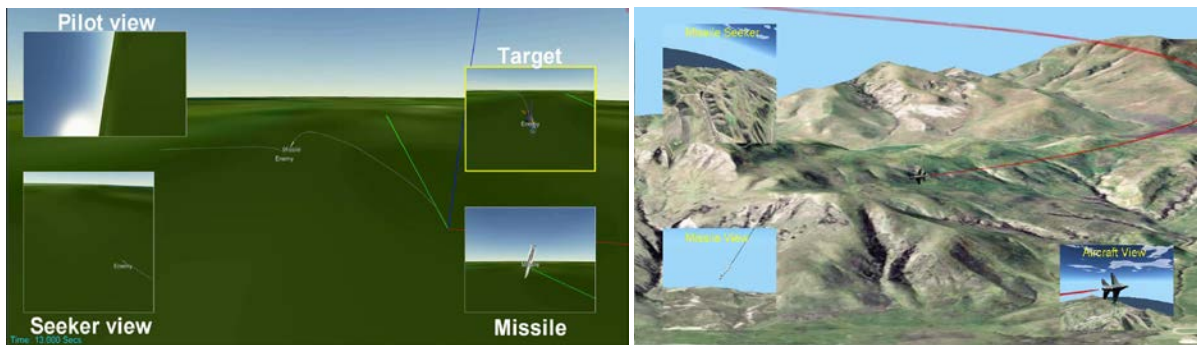 Pilot view
Target
Enemy
Missile
Enemy
Enemy
Missile
Seeker view
Missile
Time: 13.000 Secs
Missile Seeker
Missile View
Aircraft View